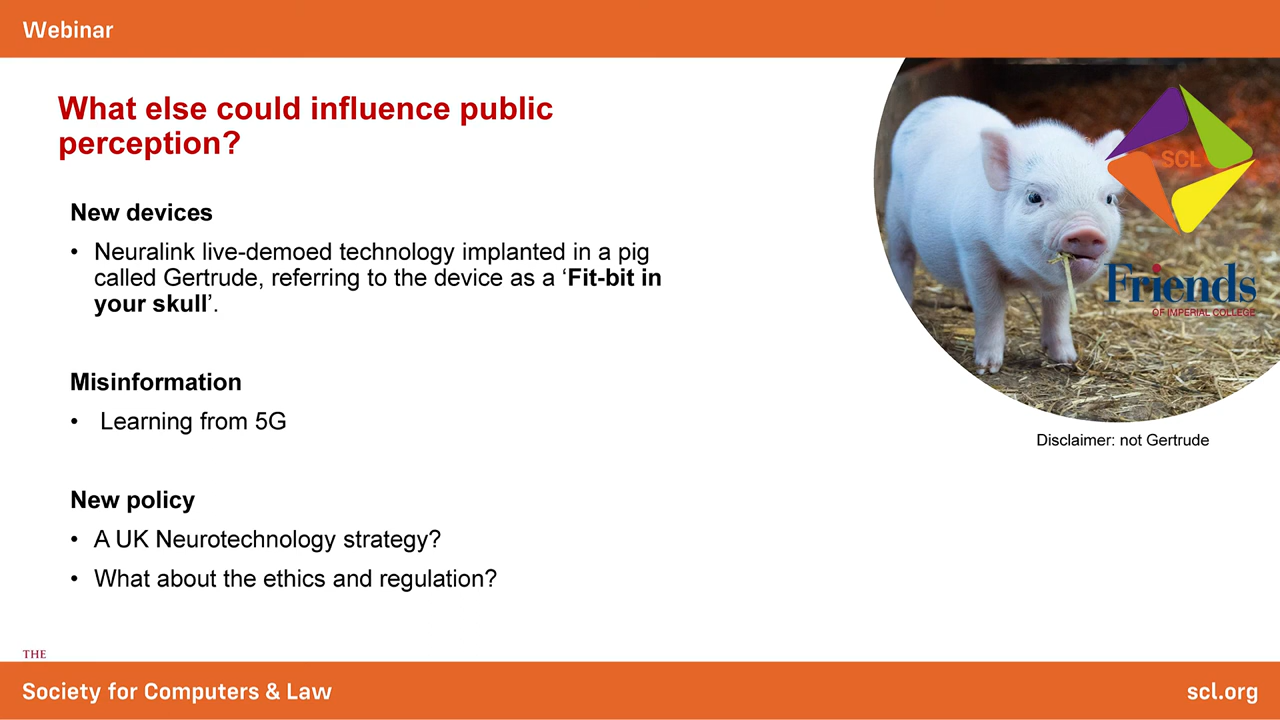 Webinar
What else could influence public
perception?
New devices
• Neuralink live-demoed technology implanted in a pig
called Gertrude, referring to the device as a ‘Fit-bit in
your skull’.
Misinformation
• Learning from 5G
New policy
• A UK Neurotechnology strategy?
• What about the ethics and regulation?
SCL
Friends
OF IMPERIAL COLLEGE
Disclaimer: not Gertrude
THE
Society for Computers & Law
scl.org